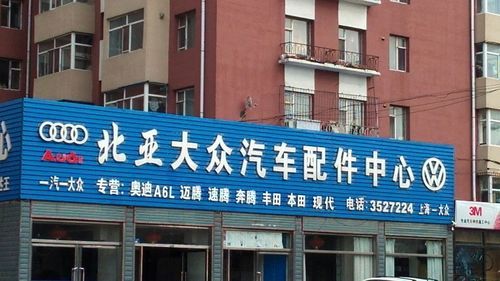 北亚大众汽车配件中心
Audi
一汽一大众 专营：奥迪A6L 迈腾 速腾 奔腾 丰田 本田 现代 电话：3527224 上海一大众
心
3M